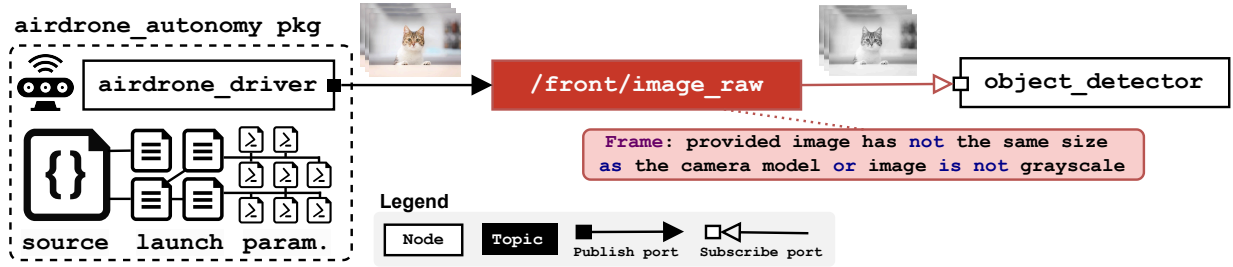 airdrone_autonomy pkg
airdrone_driver
/front/image_raw
object_detector
Frame: provided image has not the same size
as the camera model or image is not grayscale
{}
source launch param.
Legend
Node
Topic
Publish port
Subscribe port